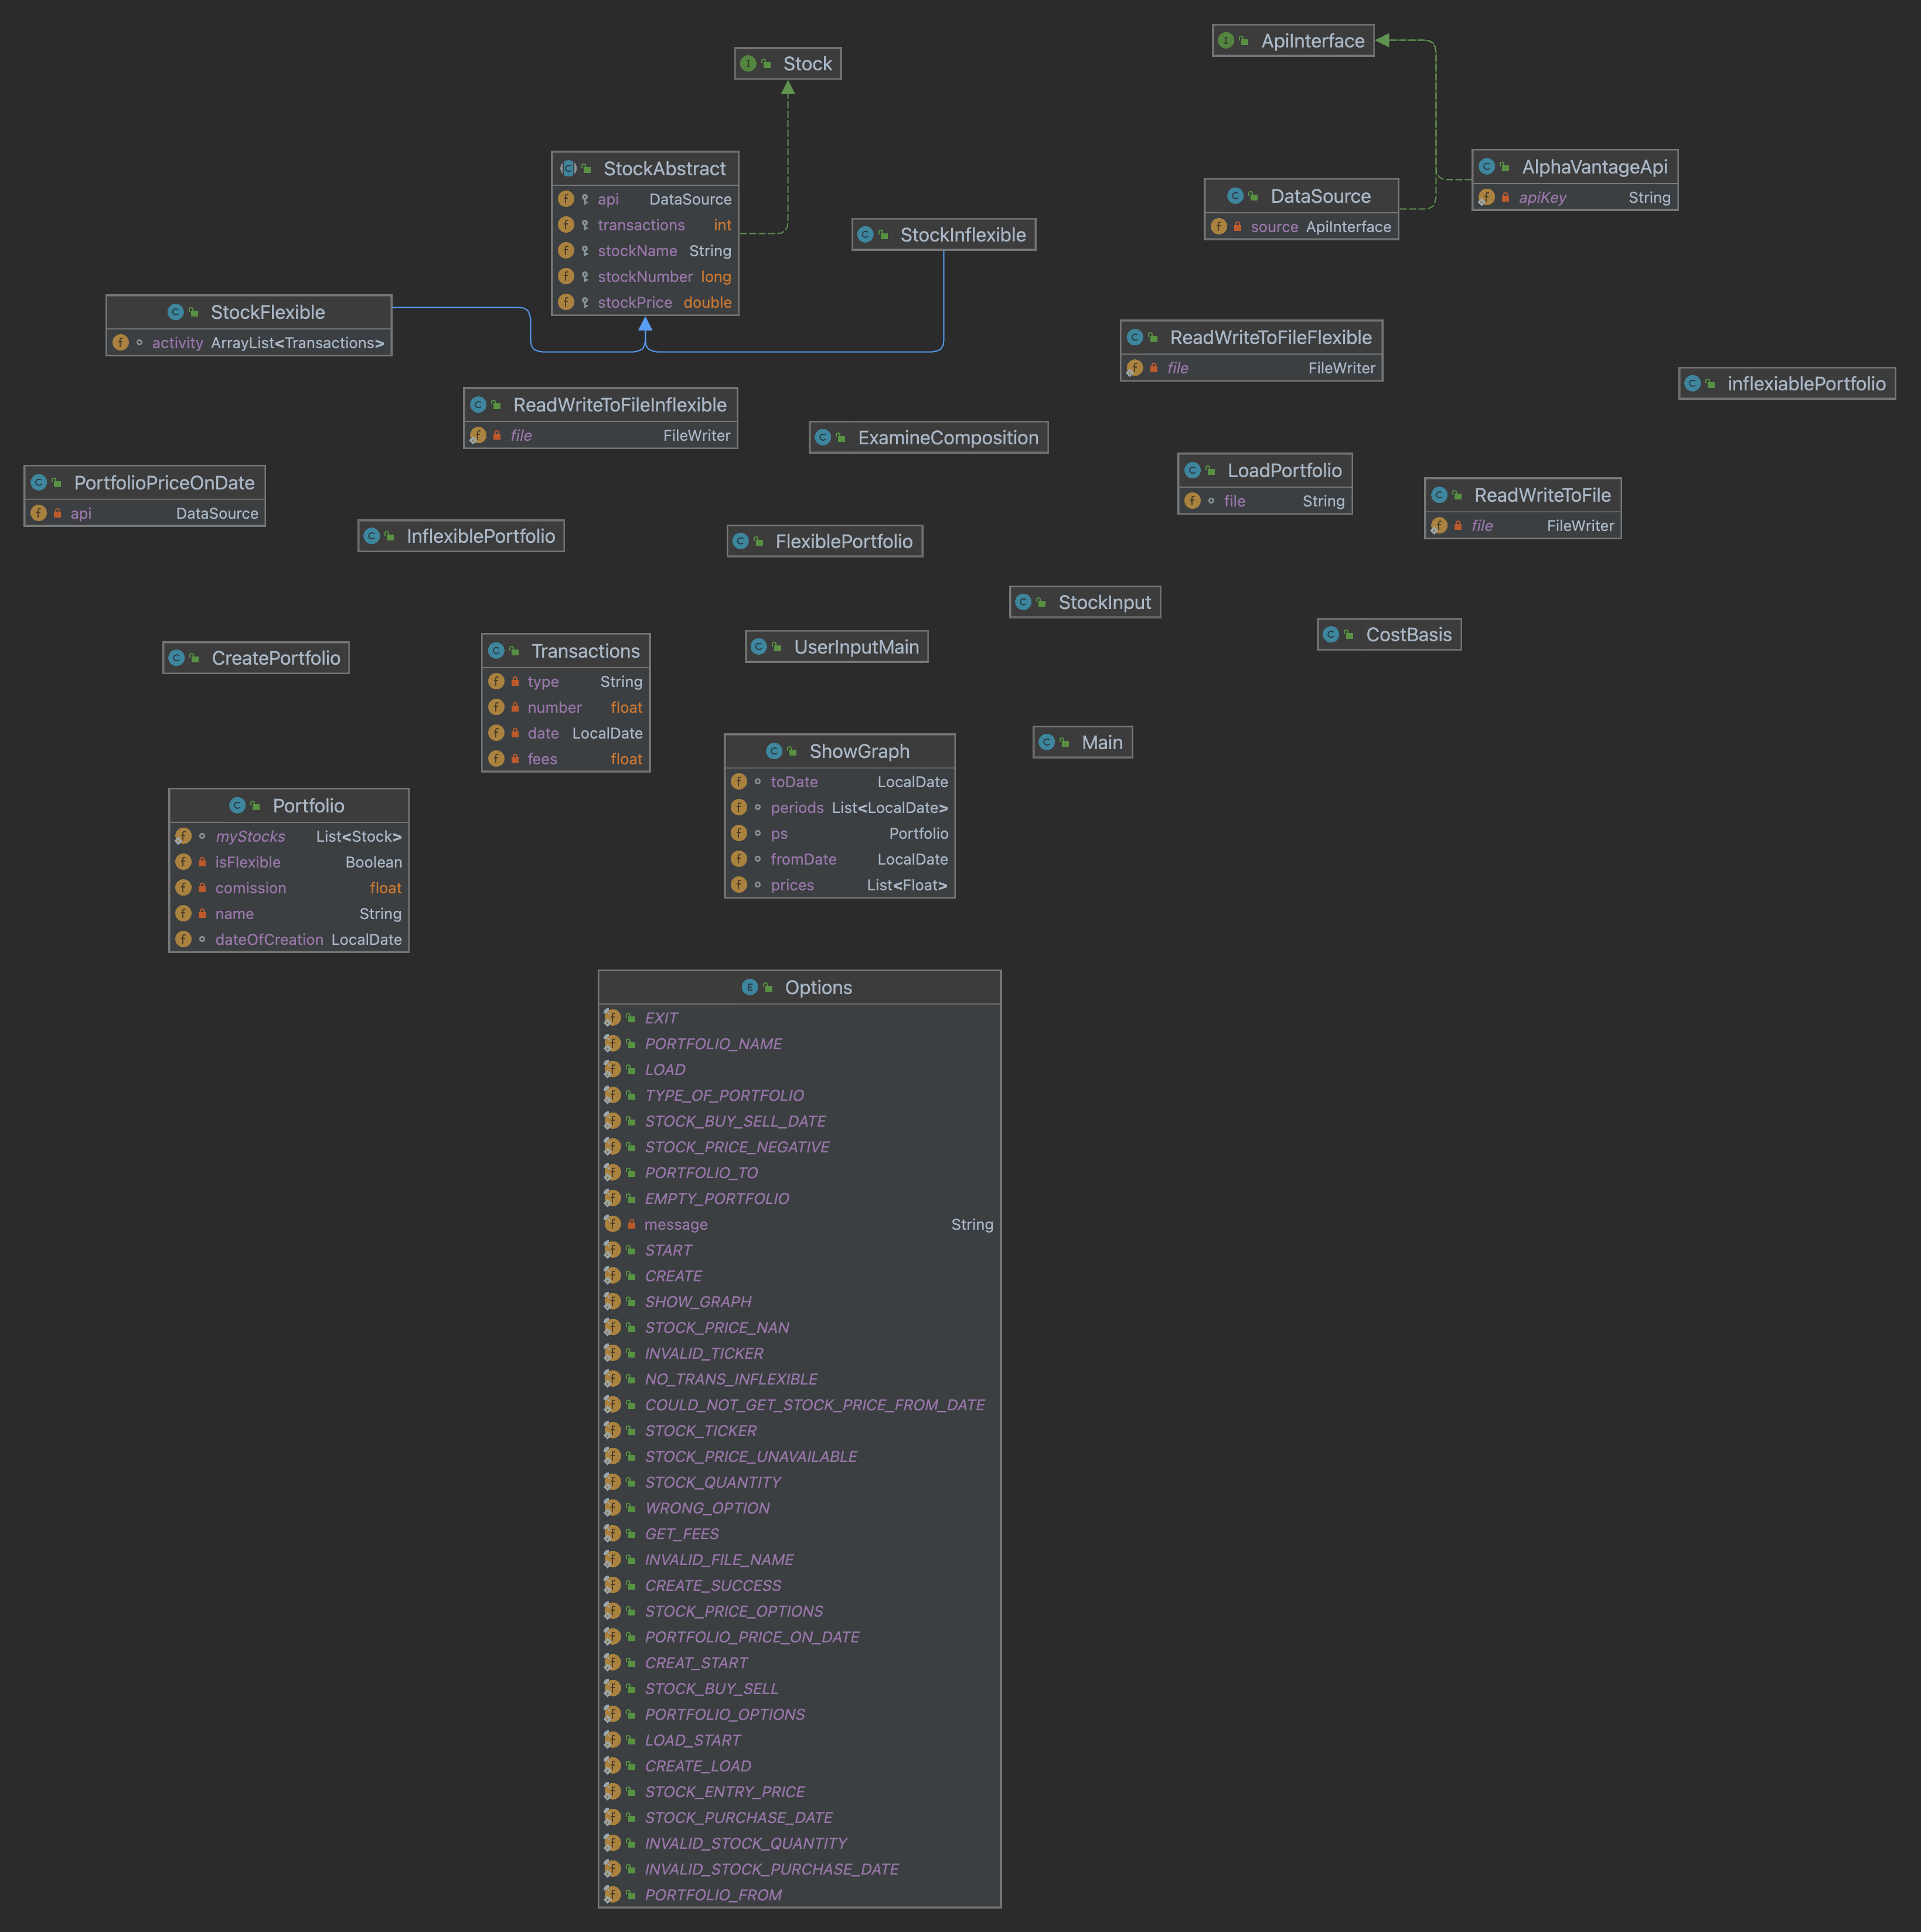 Stock
ApiInterface
StockAbstract
api DataSource
transactions int
stockName String
stockNumber long
stockPrice double
AlphaVantageApi
apiKey String
DataSource
source ApiInterface
StockInflexible
StockFlexible
activity ArrayList<Transactions>
ReadWriteToFileFlexible
file FileWriter
inflexiablePortfolio
ReadWriteToFileInflexible
file FileWriter
ExamineComposition
LoadPortfolio
file String
PortfolioPriceOnDate
api DataSource
ReadWriteToFile
file FileWriter
InflexiblePortfolio
FlexiblePortfolio
StockInput
CostBasis
CreatePortfolio
Transactions
type String
number float
date LocalDate
fees float
UserInputMain
Main
ShowGraph
toDate LocalDate
periods List<LocalDate>
ps Portfolio
fromDate LocalDate
prices List<Float>
Portfolio
myStocks List<Stock>
isFlexible Boolean
comission float
name String
dateOfCreation LocalDate
Options
EXIT
PORTFOLIO_NAME
LOAD
TYPE_OF_PORTFOLIO
STOCK_BUY_SELL_DATE
STOCK_PRICE_NEGATIVE
PORTFOLIO_TO
EMPTY_PORTFOLIO
message String
START
CREATE
SHOW_GRAPH
STOCK_PRICE_NAN
INVALID_TICKER
NO_TRANS_INFLEXIBLE
COULD_NOT_GET_STOCK_PRICE_FROM_DATE
STOCK_TICKER
STOCK_PRICE_UNAVAILABLE
STOCK_QUANTITY
WRONG_OPTION
GET_FEES
INVALID_FILE_NAME
CREATE_SUCCESS
STOCK_PRICE_OPTIONS
PORTFOLIO_PRICE_ON_DATE
CREAT_START
STOCK_BUY_SELL
PORTFOLIO_OPTIONS
LOAD_START
CREATE_LOAD
STOCK_ENTRY_PRICE
STOCK_PURCHASE_DATE
INVALID_STOCK_QUANTITY
INVALID_STOCK_PURCHASE_DATE
PORTFOLIO_FROM